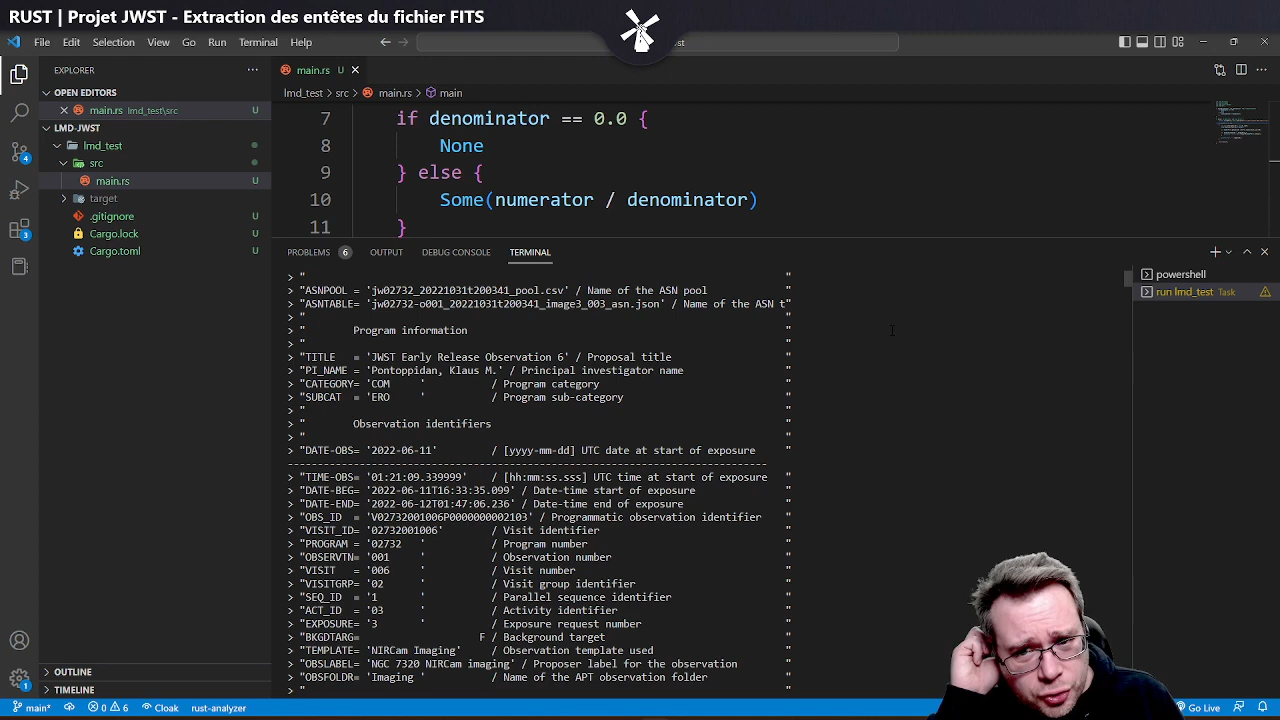 RUST | Projet JWST - Extraction des entêtes du fichier FITS
File Edit Selection View Go Run Terminal Help
EXPLORER
OPEN EDITORS
main.rs lmd_test\src U
LMD-JWST
lmd_test
src
main.rs U
target
.gitignore U
Cargo.lock U
Cargo.toml U
OUTLINE
TIMELINE
main.rs U
lmd_test > src > main.rs > main
7 if denominator == 0.0 {
8 None
9 } else {
10 Some(numerator / denominator)
11 }
PROBLEMS 6 OUTPUT DEBUG CONSOLE TERMINAL
powershell
run lmd_test Task
> " "
> "ASNPOOL = 'jw02732_20221031t200341_pool.csv' / Name of the ASN pool
> "ASNTABLE= 'jw02732-o001_20221031t200341_image3_003_asn.json' / Name of the ASN t"
> " "
> " Program information
> " "
> "TITLE = 'JWST Early Release Observation 6' / Proposal title
> "PI_NAME = 'Pontoppidan, Klaus M.' / Principal investigator name
> "CATEGORY= 'COM ' / Program category
> "SUBCAT = 'ERO ' / Program sub-category
> " "
> " Observation identifiers
> " "
> "DATE-OBS= '2022-06-11' / [yyyy-mm-dd] UTC date at start of exposure
--------------------------------------------------------------------------------
> "TIME-OBS= '01:21:09.339999' / [hh:mm:ss.sss] UTC time at start of exposure
> "DATE-BEG= '2022-06-11T16:33:35.099' / Date-time start of exposure
> "DATE-END= '2022-06-12T01:47:06.236' / Date-time end of exposure
> "OBS_ID = 'V02732001006P0000000002103' / Programmatic observation identifier
> "VISIT_ID= '02732001006' / Visit identifier
> "PROGRAM = '02732 ' / Program number
> "OBSERVTN= '001 ' / Observation number
> "VISIT = '006 ' / Visit number
> "VISITGRP= '02 ' / Visit group identifier
> "SEQ_ID = '1 ' / Parallel sequence identifier
> "ACT_ID = '03 ' / Activity identifier
> "EXPOSURE= '3 ' / Exposure request number
> "BKGDTARG= F / Background target
> "TEMPLATE= 'NIRCam Imaging' / Observation template used
> "OBSLABEL= 'NGC 7320 NIRCam imaging' / Proposer label for the observation
> "OBSFOLDR= 'Imaging ' / Name of the APT observation folder
> " "
main* 0 6 Cloak rust-analyzer
Go Live